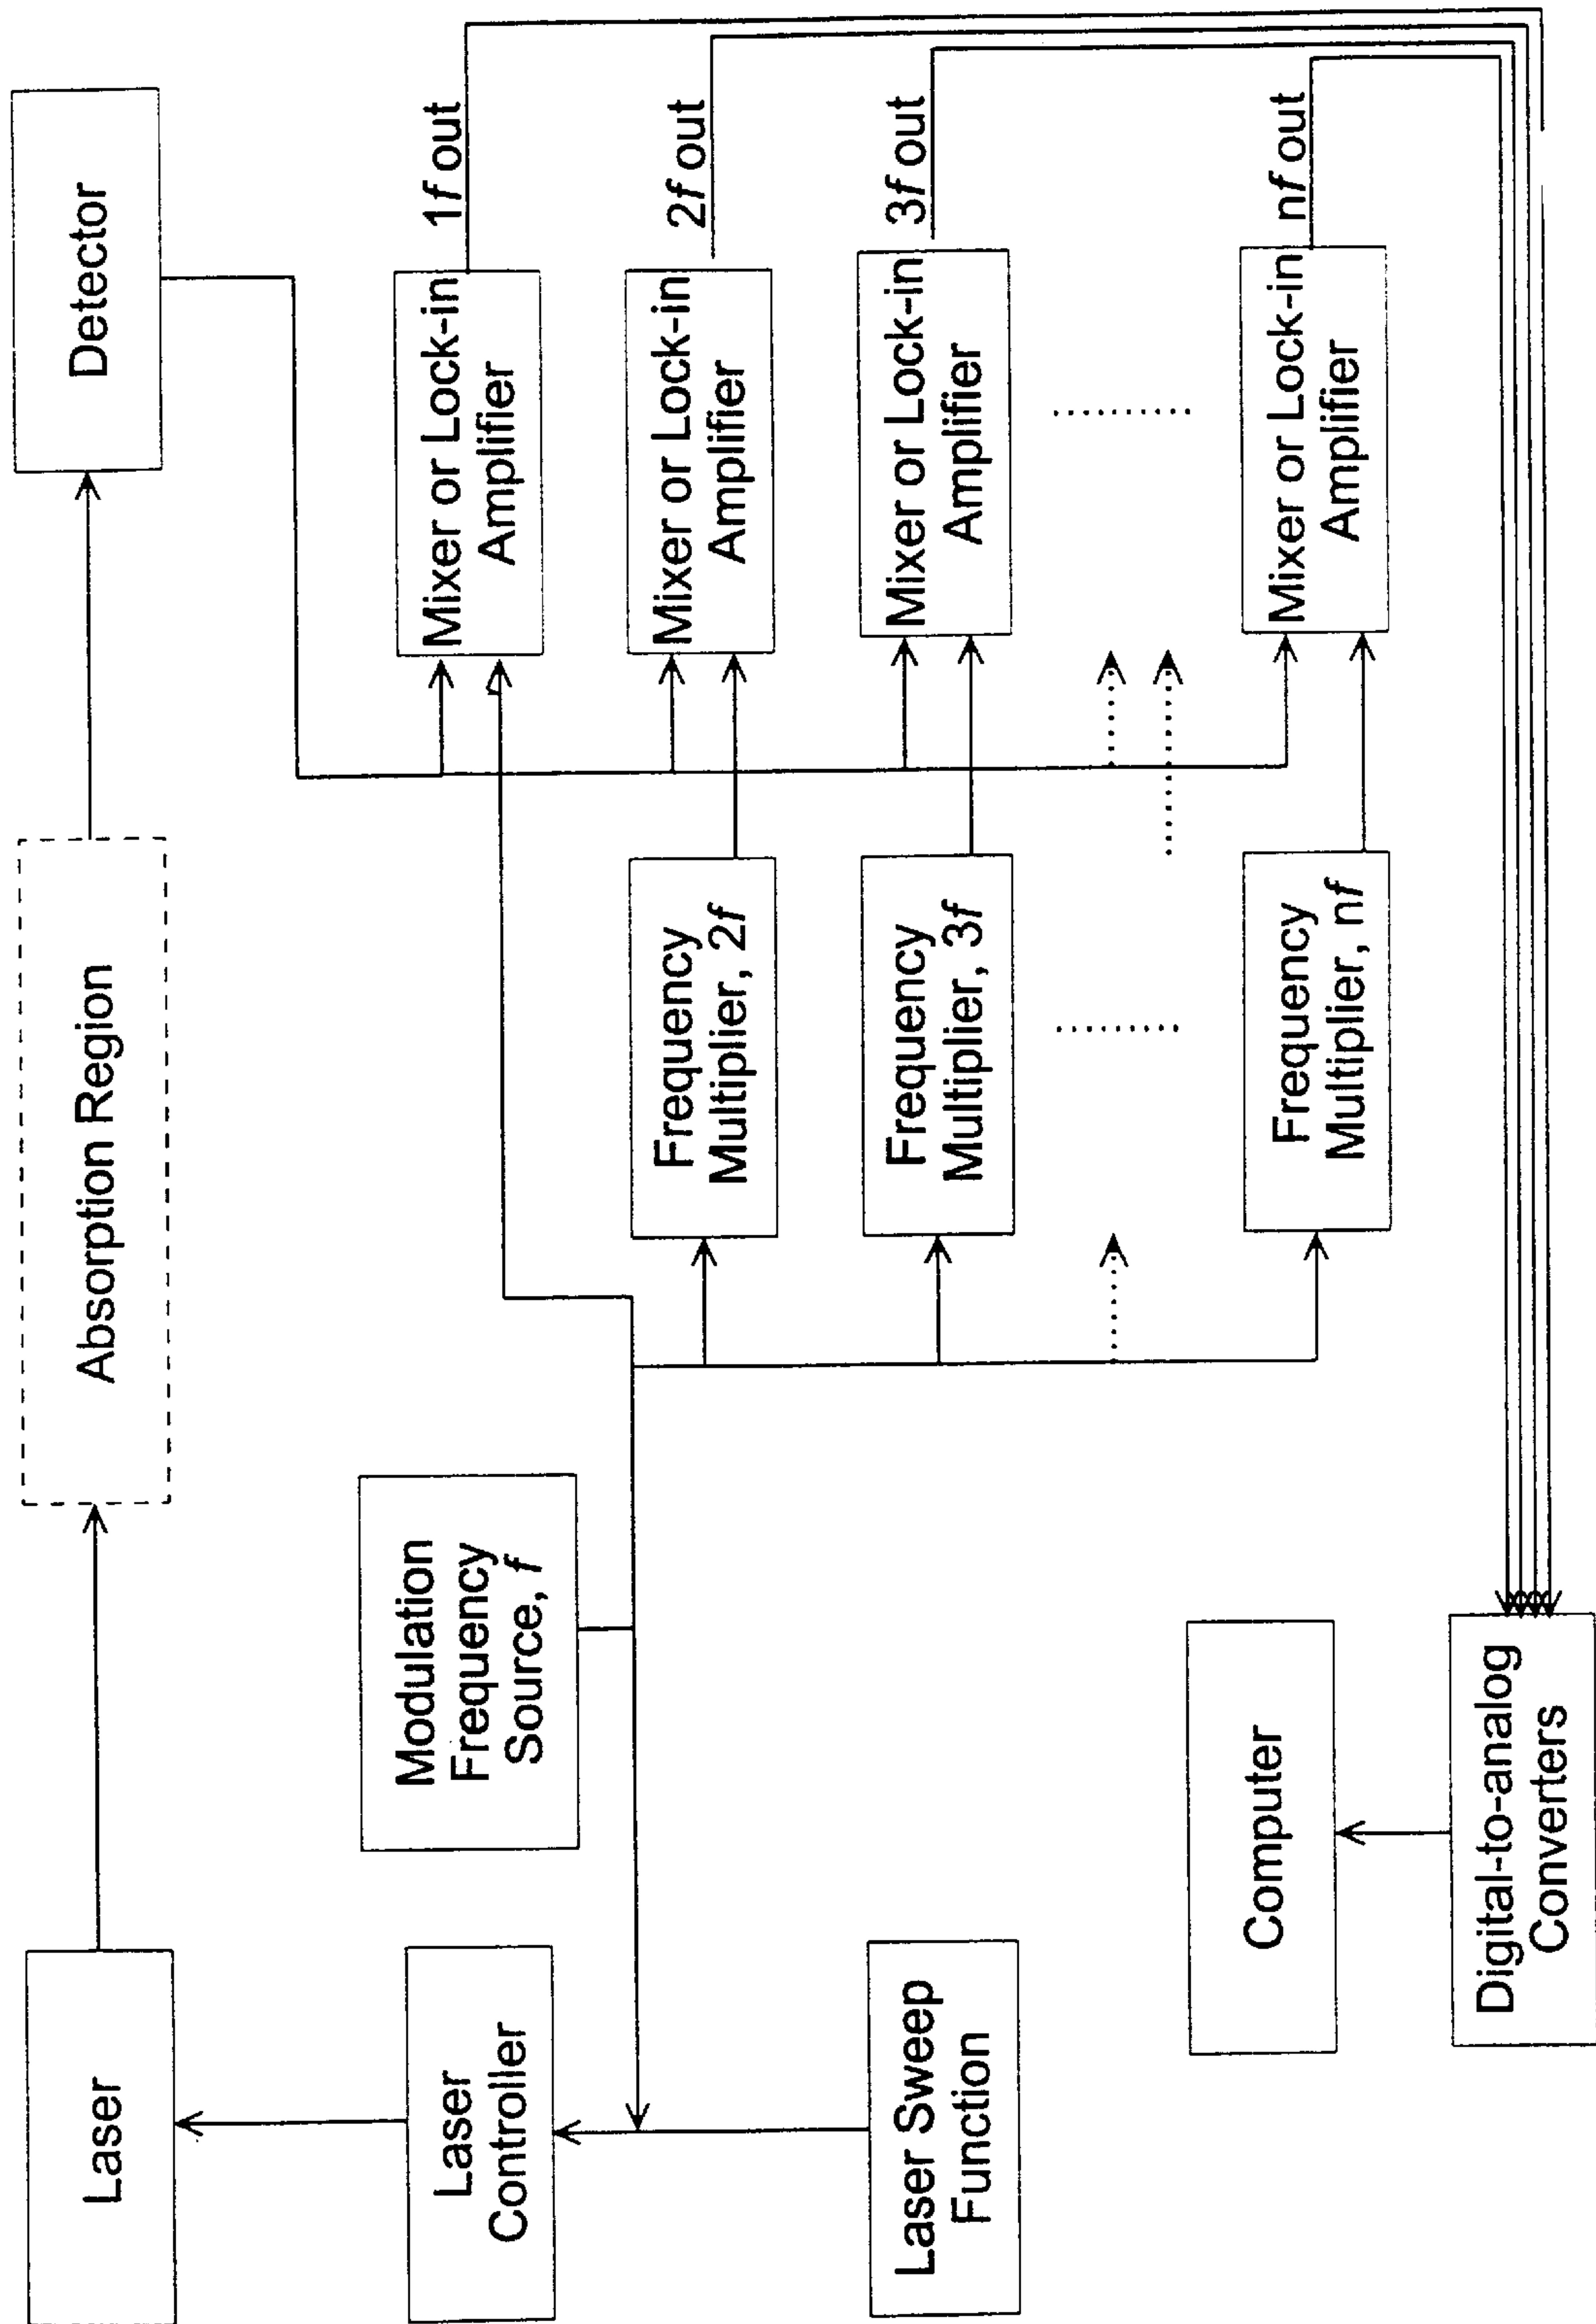 Laser
Absorption Region
Detector
Laser
Controller
Modulation
Frequency
Source, f
Mixer or Lock-in
Amplifier
1f out
Frequency
Multiplier, 2f
Mixer or Lock-in
Amplifier
2f out
Laser Sweep
Function
Frequency
Multiplier, 3f
Mixer or Lock-in
Amplifier
3f out
Computer
Frequency
Multiplier, nf
Mixer or Lock-in
Amplifier
nf out
Digital-to-analog
Converters